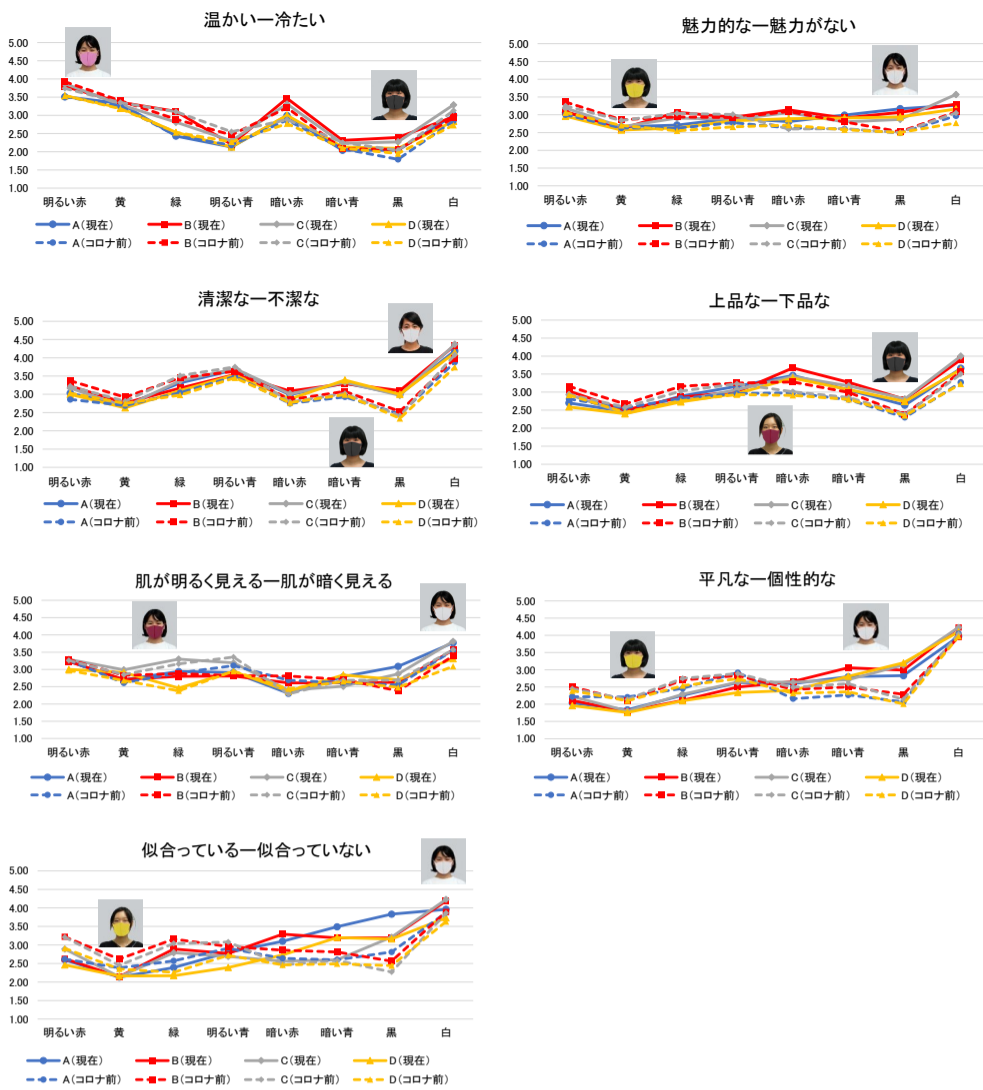 温かい―冷たい
5.00
4.50
4.00
3.50
3.00
2.50
2.00
1.50
1.00
明るい赤 黄 緑 明るい青 暗い赤 暗い青 黒 白
A(現在) B(現在) C(現在) D(現在)
A(コロナ前) B(コロナ前) C(コロナ前) D(コロナ前)
魅力的な―魅力がない
5.00
4.50
4.00
3.50
3.00
2.50
2.00
1.50
1.00
明るい赤 黄 緑 明るい青 暗い赤 暗い青 黒 白
A(現在) B(現在) C(現在) D(現在)
A(コロナ前) B(コロナ前) C(コロナ前) D(コロナ前)
清潔な―不潔な
5.00
4.50
4.00
3.50
3.00
2.50
2.00
1.50
1.00
明るい赤 黄 緑 明るい青 暗い赤 暗い青 黒 白
A(現在) B(現在) C(現在) D(現在)
A(コロナ前) B(コロナ前) C(コロナ前) D(コロナ前)
上品な―下品な
5.00
4.50
4.00
3.50
3.00
2.50
2.00
1.50
1.00
明るい赤 黄 緑 明るい青 暗い赤 暗い青 黒 白
A(現在) B(現在) C(現在) D(現在)
A(コロナ前) B(コロナ前) C(コロナ前) D(コロナ前)
肌が明るく見える―肌が暗く見える
5.00
4.50
4.00
3.50
3.00
2.50
2.00
1.50
1.00
明るい赤 黄 緑 明るい青 暗い赤 暗い青 黒 白
A(現在) B(現在) C(現在) D(現在)
A(コロナ前) B(コロナ前) C(コロナ前) D(コロナ前)
平凡な―個性的な
5.00
4.50
4.00
3.50
3.00
2.50
2.00
1.50
1.00
明るい赤 黄 緑 明るい青 暗い赤 暗い青 黒 白
A(現在) B(現在) C(現在) D(現在)
A(コロナ前) B(コロナ前) C(コロナ前) D(コロナ前)
似合っている―似合っていない
5.00
4.50
4.00
3.50
3.00
2.50
2.00
1.50
1.00
明るい赤 黄 緑 明るい青 暗い赤 暗い青 黒 白
A(現在) B(現在) C(現在) D(現在)
A(コロナ前) B(コロナ前) C(コロナ前) D(コロナ前)